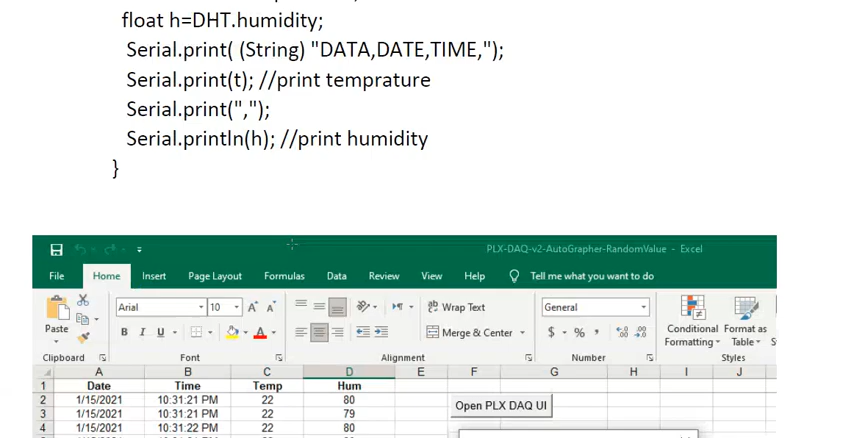 float h=DHT.humidity;
Serial.print( (String) "DATA,DATE,TIME,");
Serial.print(t); //print temprature
Serial.print(",");
Serial.println(h); //print humidity
}
PLX-DAQ-v2-AutoGrapher-RandomValue - Excel
File Home Insert Page Layout Formulas Data Review View Help Tell me what you want to do
Arial 10 A A Wrap Text General
Paste B I U A Merge & Center $ % , Conditional Formatting Format as Table
Clipboard Font Alignment Number Styles
A B C D E F G H I J
1 Date Time Temp Hum
2 1/15/2021 10:31:21 PM 22 80 Open PLX DAQ UI
3 1/15/2021 10:31:21 PM 22 79
4 1/15/2021 10:31:22 PM 22 80